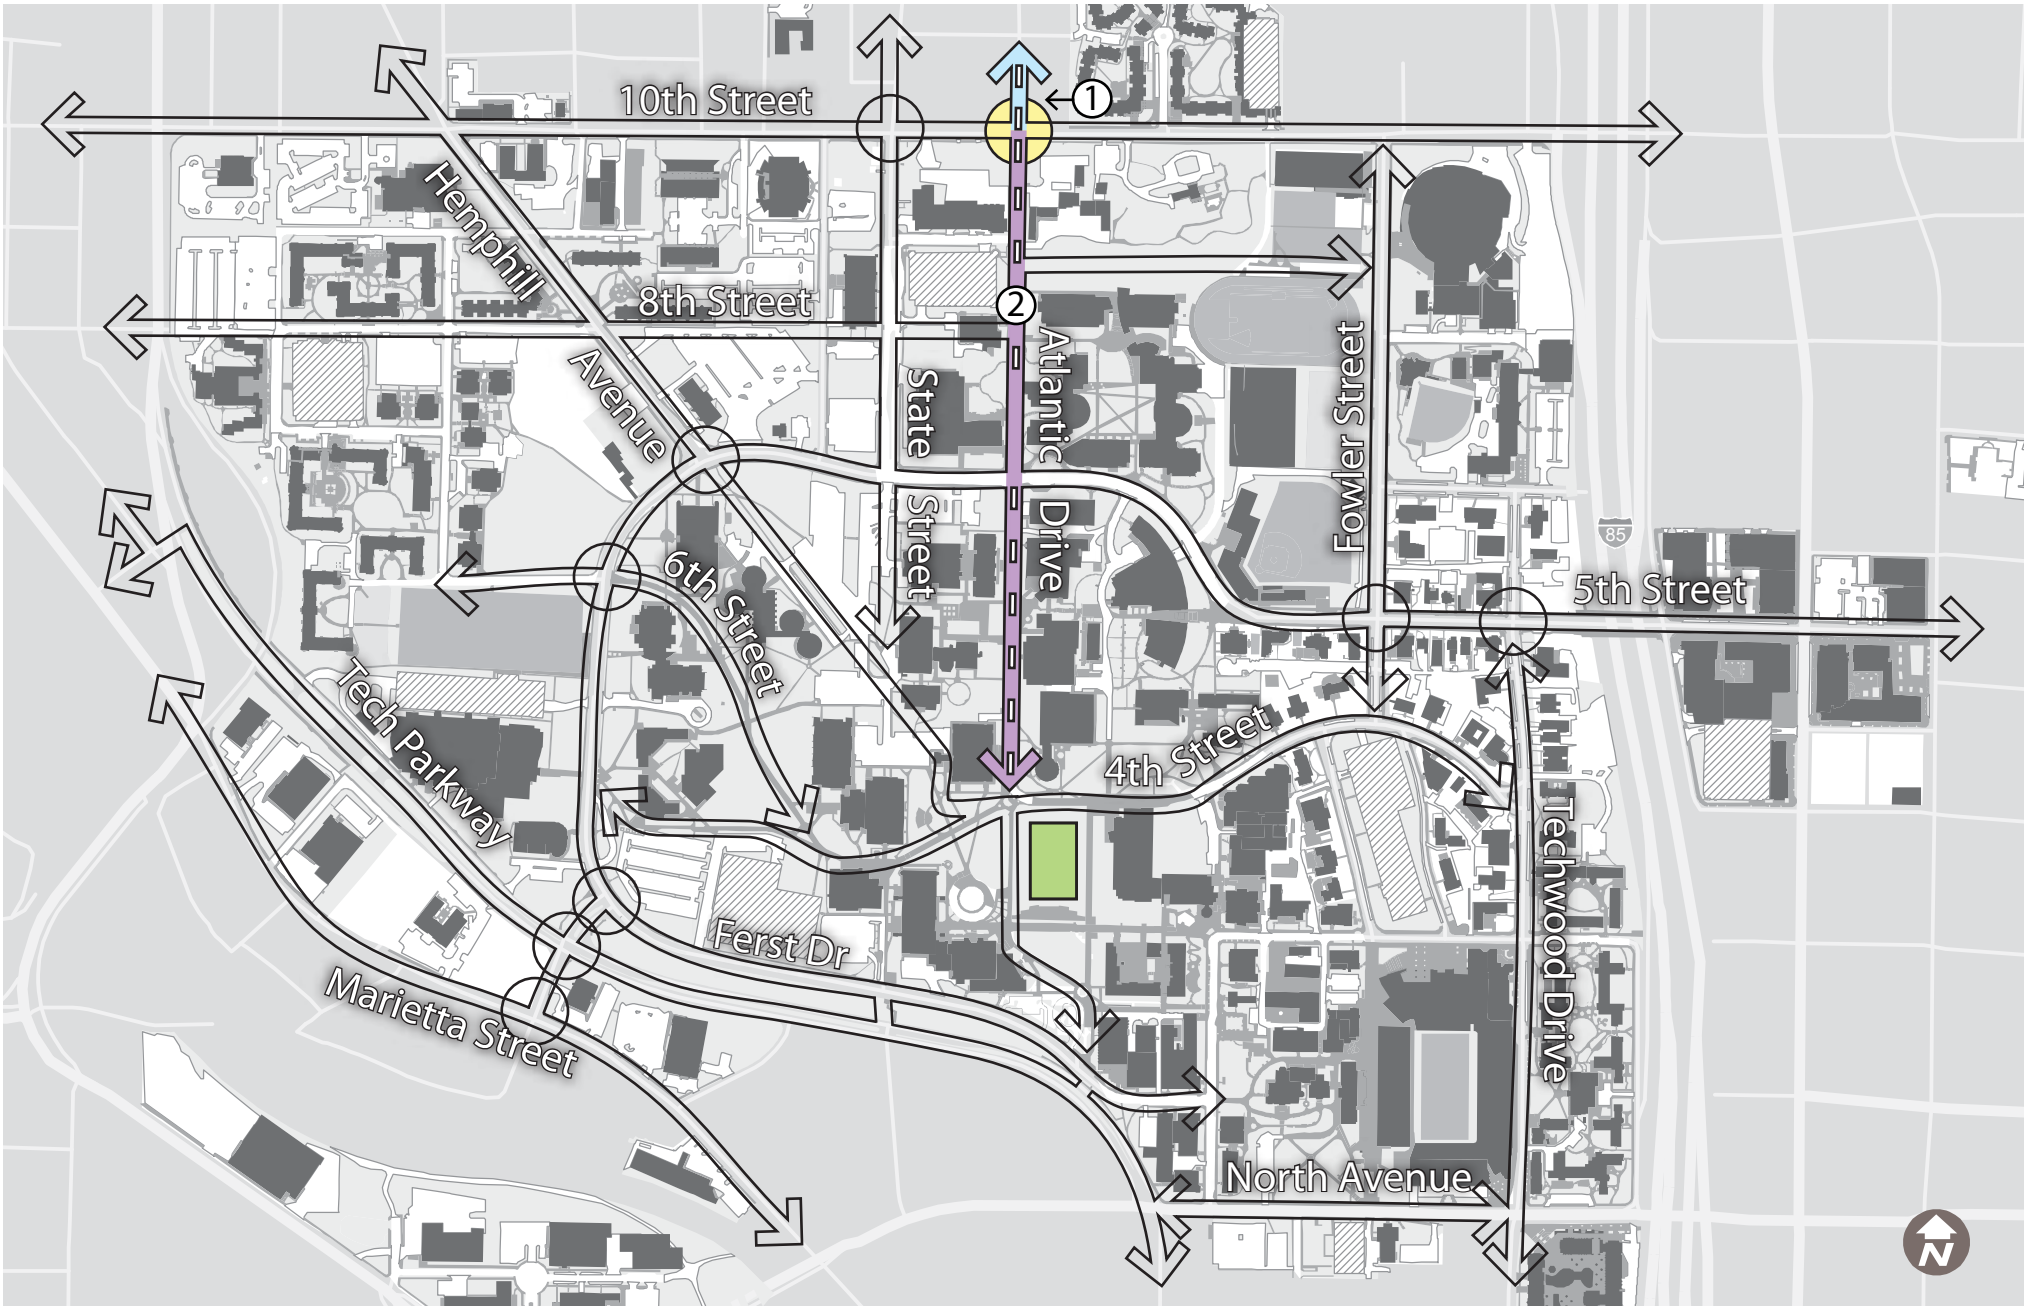 10th Street
1
Hemphill
Avenue
8th Street
2
State
Street
Atlantic
Drive
Fowler Street
85
5th Street
6th Street
Tech Parkway
4th Street
Techwood Drive
Ferst Dr
Marietta Street
North Avenue
N